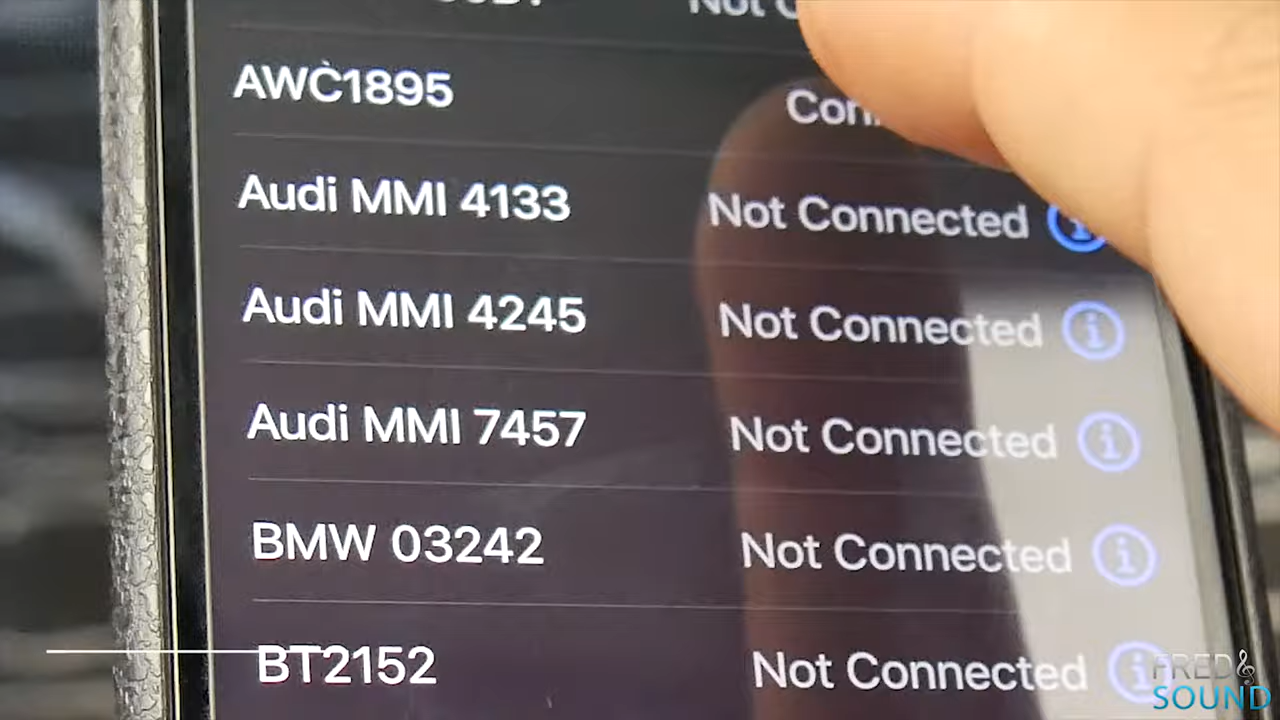 Not
AWC1895
Audi MMI 4133 Not Connected
Audi MMI 4245 Not Connected
Audi MMI 7457 Not Connected
BMW 03242 Not Connected
BT2152 Not Connected
FRED
SOUND